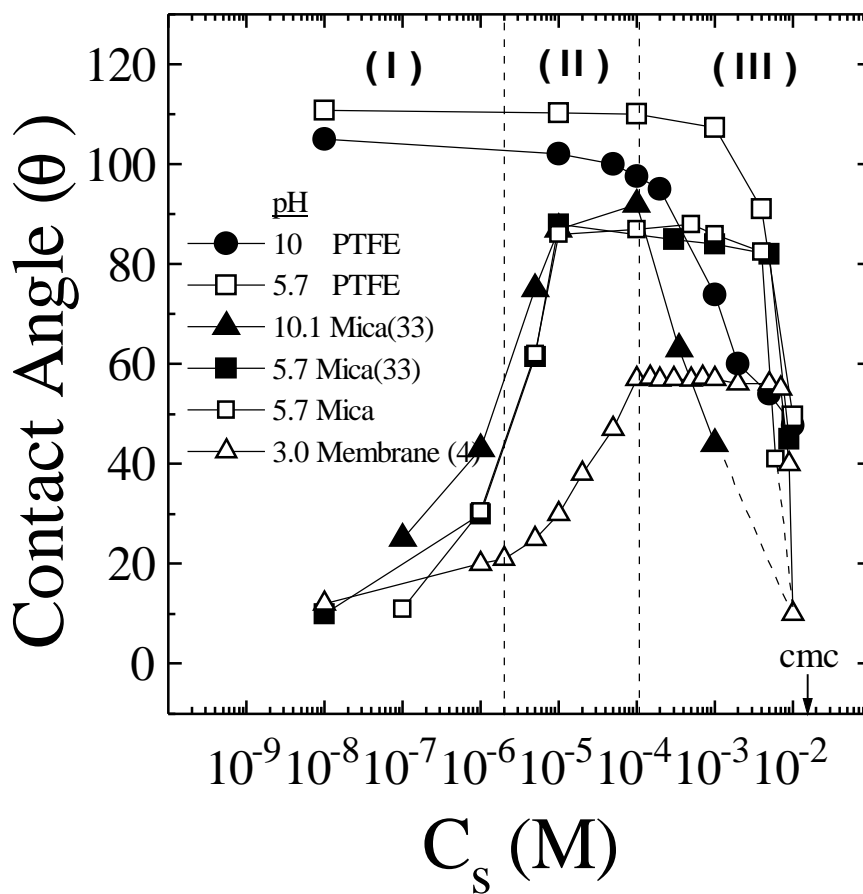 (I) (II) (III)
120
100
80
60
40
20
0
Contact Angle (θ)
pH
10 PTFE
5.7 PTFE
10.1 Mica(33)
5.7 Mica(33)
5.7 Mica
3.0 Membrane (4)
cmc
10⁻⁹ 10⁻⁸ 10⁻⁷ 10⁻⁶ 10⁻⁵ 10⁻⁴ 10⁻³ 10⁻²
Cₛ (M)